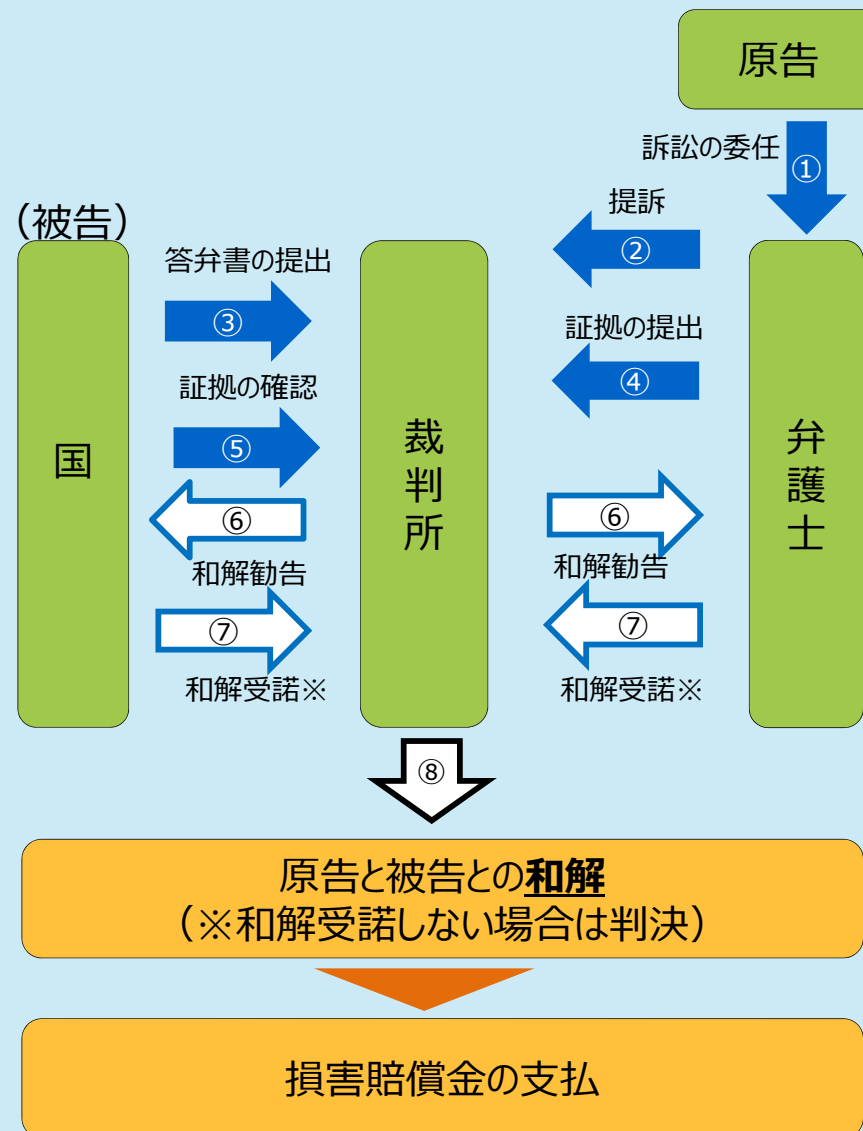 原告
訴訟の委任
①
提訴
②
(被告)
答弁書の提出
③
証拠の提出
④
証拠の確認
⑤
国
裁判所
弁護士
⑥
⑥
和解勧告
和解勧告
⑦
⑦
和解受諾※
和解受諾※
⑧
原告と被告との和解
(※和解受諾しない場合は判決)
損害賠償金の支払